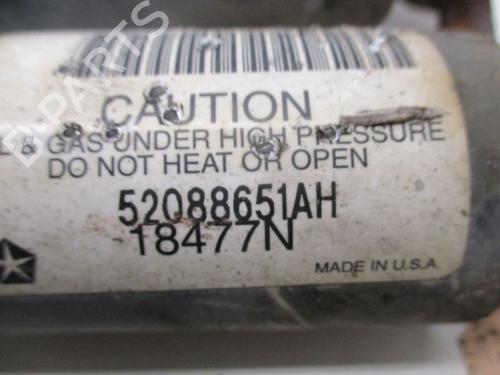 CAUTION
GAS UNDER HIGH PRESSURE
DO NOT HEAT OR OPEN
52088651AH
18477N
MADE IN U.S.A.
B-PARTS